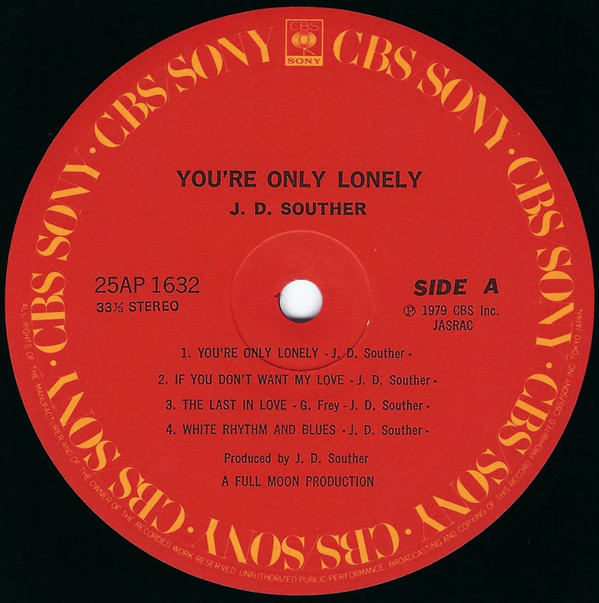 CBS
SONY
CBS/SONY · CBS SONY · CBS SONY · CBS/SONY · CBS SONY · CBS/SONY · CBS SONY · CBS SONY ·
YOU'RE ONLY LONELY
J. D. SOUTHER
25AP 1632
33⅓ STEREO
SIDE A
Ⓟ 1979 CBS Inc.
JASRAC
1. YOU'RE ONLY LONELY - J. D. Souther -
2. IF YOU DON'T WANT MY LOVE - J. D. Souther -
3. THE LAST IN LOVE - G. Frey - J. D. Souther -
4. WHITE RHYTHM AND BLUES - J. D. Souther -
Produced by J. D. Souther
A FULL MOON PRODUCTION
ALL RIGHTS OF THE MANUFACTURER AND OF THE OWNER OF THE RECORDED WORK RESERVED UNAUTHORIZED PUBLIC PERFORMANCE, BROADCASTING AND COPYING OF THIS RECORD PROHIBITED CBS/SONY INC. TOKYO JAPAN